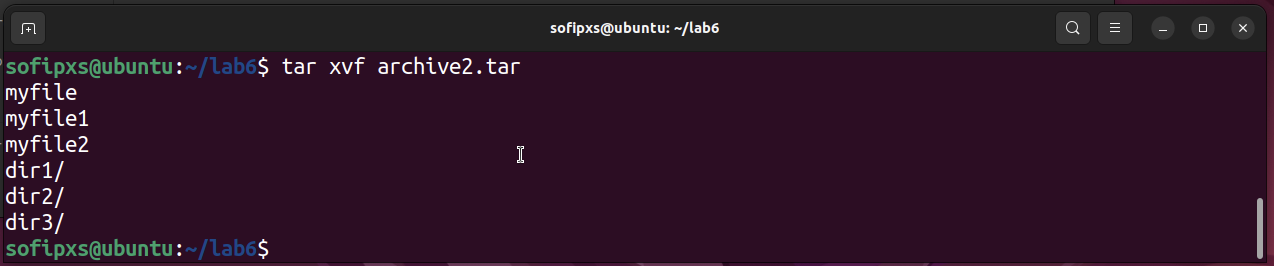 sofipxs@ubuntu: ~/lab6
sofipxs@ubuntu:~/lab6$ tar xvf archive2.tar
myfile
myfile1
myfile2
dir1/
dir2/
dir3/
sofipxs@ubuntu:~/lab6$